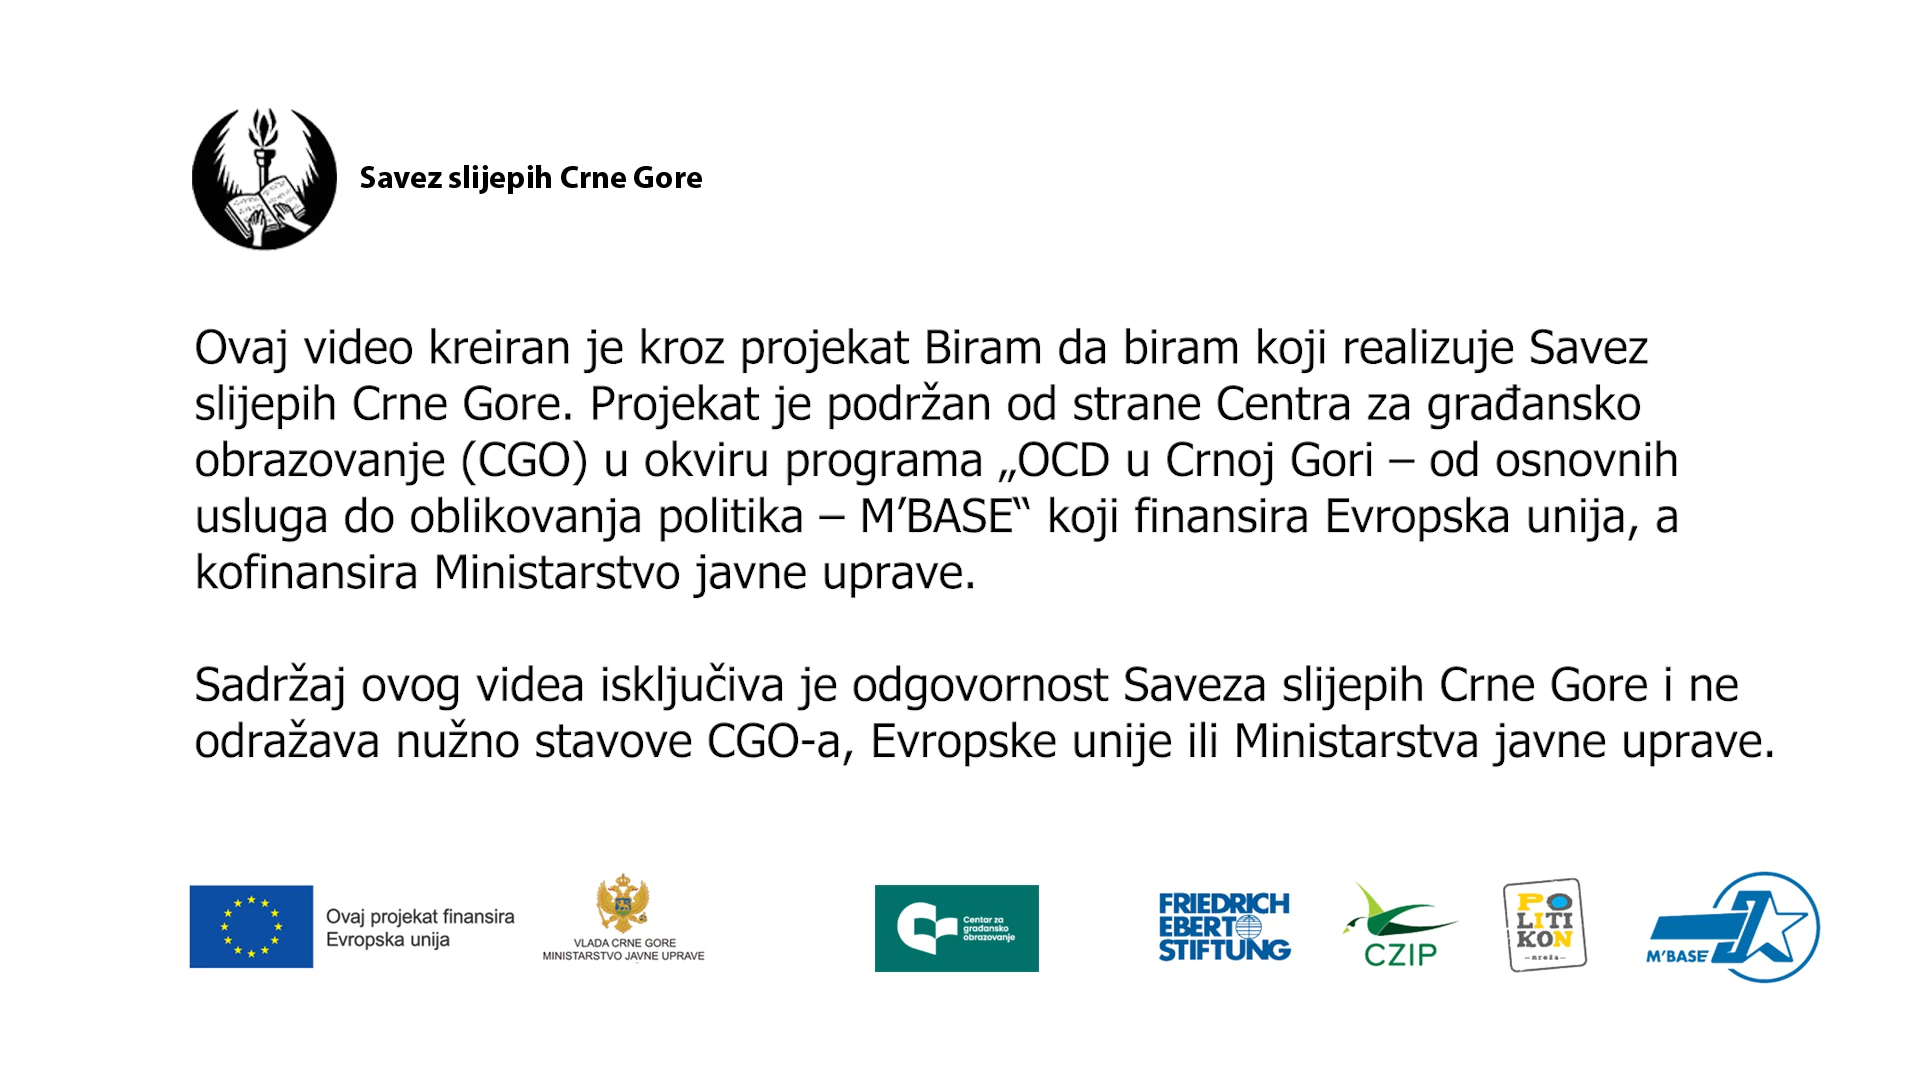 Savez slijepih Crne Gore
Ovaj video kreiran je kroz projekat Biram da biram koji realizuje Savez
slijepih Crne Gore. Projekat je podržan od strane Centra za građansko
obrazovanje (CGO) u okviru programa „OCD u Crnoj Gori – od osnovnih
usluga do oblikovanja politika – M’BASE“ koji finansira Evropska unija, a
kofinansira Ministarstvo javne uprave.
Sadržaj ovog videa isključiva je odgovornost Saveza slijepih Crne Gore i ne
odražava nužno stavove CGO-a, Evropske unije ili Ministarstva javne uprave.
Ovaj projekat finansira
Evropska unija
VLADA CRNE GORE
MINISTARSTVO JAVNE UPRAVE
Centar za
građansko
obrazovanje
FRIEDRICH
EBERT
STIFTUNG
CZIP
PO
LITI
KON
–mreža–
M’BASE